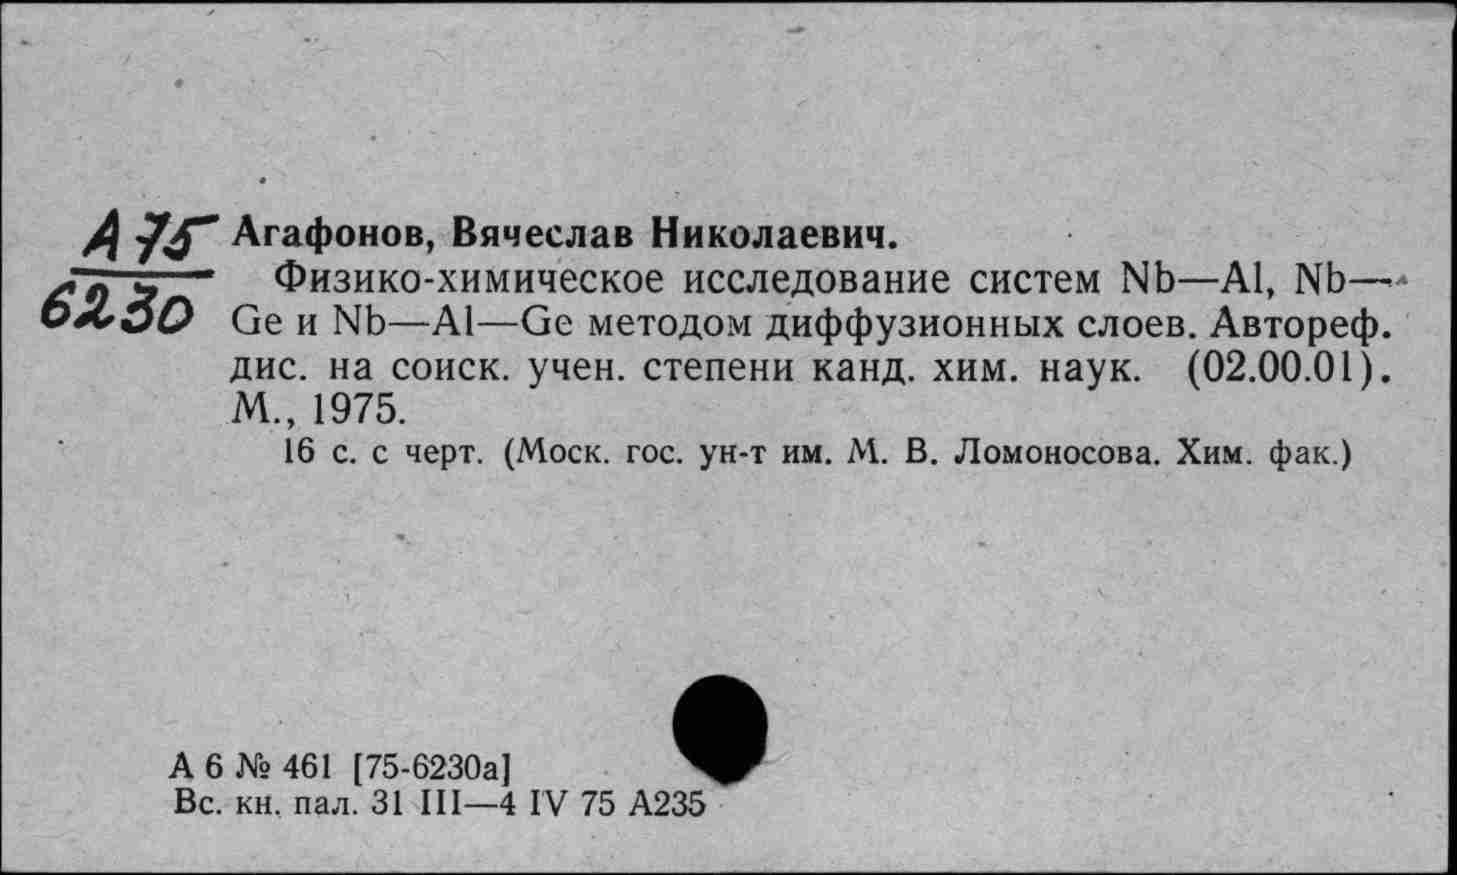 А 75
6230
Агафонов, Вячеслав Николаевич.
Физико-химическое исследование систем Nb—Al, Nb—
Ge и Nb—Al—Ge методом диффузионных слоев. Автореф.
дис. на соиск. учен. степени канд. хим. наук. (02.00.01).
М., 1975.
16 с. с черт. (Моск. гос. ун-т им. М. В. Ломоносова. Хим. фак.)
А 6 № 461 [75-6230а]
Вс. кн. пал. 31 III—4 IV 75 А235